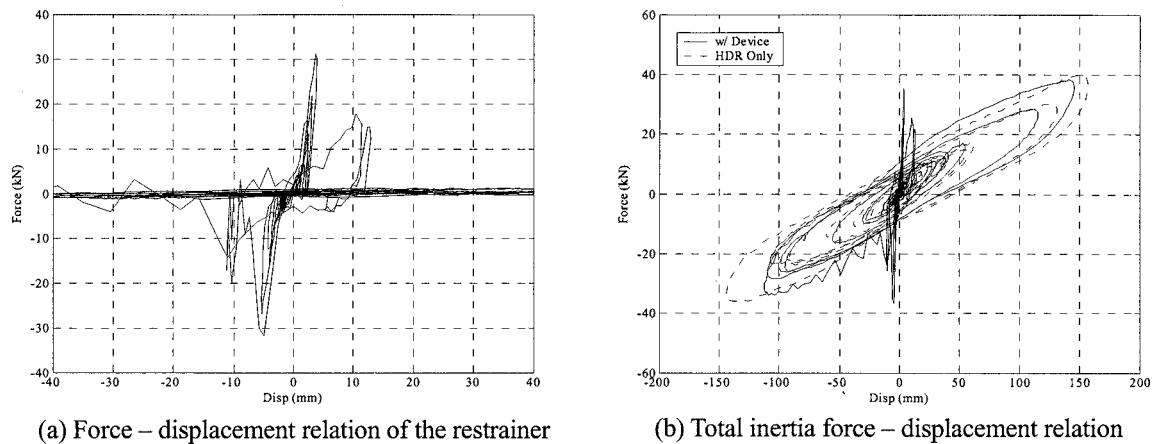 40
30
20
10
0
-10
-20
-30
-40
Force (kN)
-40 -30 -20 -10 0 10 20 30 40
Disp (mm)
(a) Force – displacement relation of the restrainer
60
40
20
0
-20
-40
-60
Force (kN)
w/ Device
HDR Only
-200 -150 -100 -50 0 50 100 150 200
Disp (mm)
(b) Total inertia force – displacement relation